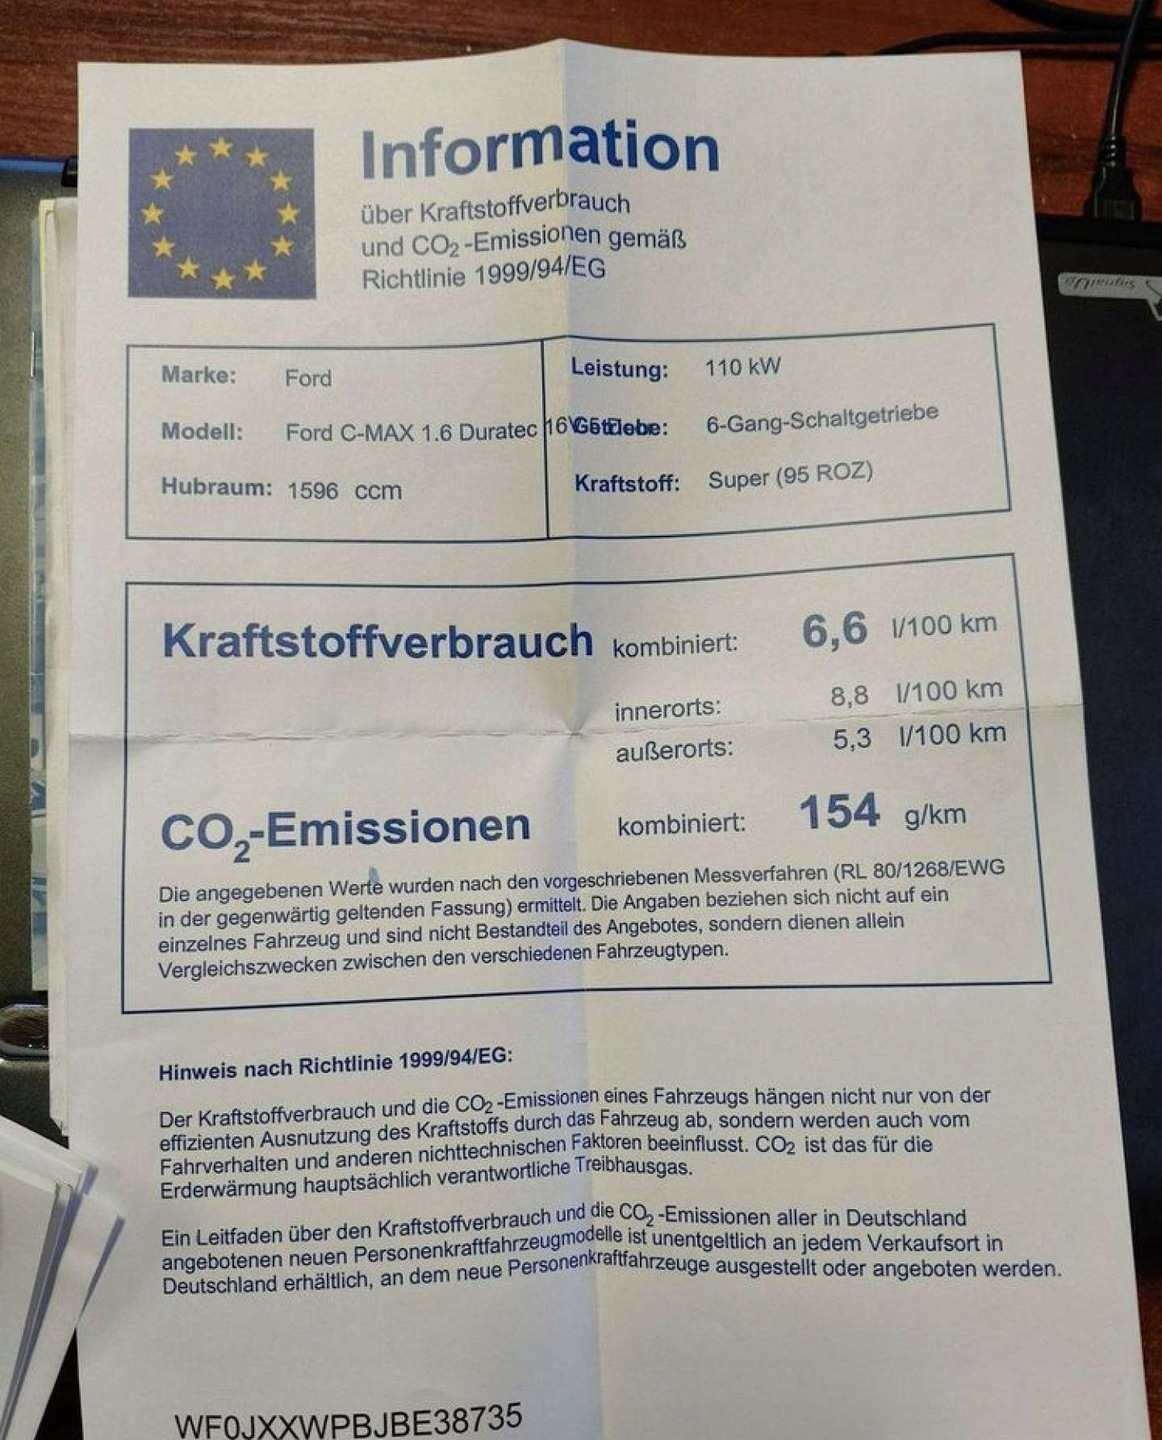 Information
über Kraftstoffverbrauch
und CO₂-Emissionen gemäß
Richtlinie 1999/94/EG
Marke: Ford
Modell: Ford C-MAX 1.6 Duratec 16V
Hubraum: 1596 ccm
Leistung: 110 kW
Getriebe: 6-Gang-Schaltgetriebe
Kraftstoff: Super (95 ROZ)
Kraftstoffverbrauch kombiniert: 6,6 l/100 km
innerorts: 8,8 l/100 km
außerorts: 5,3 l/100 km
CO₂-Emissionen kombiniert: 154 g/km
Die angegebenen Werte wurden nach den vorgeschriebenen Messverfahren (RL 80/1268/EWG
in der gegenwärtig geltenden Fassung) ermittelt. Die Angaben beziehen sich nicht auf ein
einzelnes Fahrzeug und sind nicht Bestandteil des Angebotes, sondern dienen allein
Vergleichszwecken zwischen den verschiedenen Fahrzeugtypen.
Hinweis nach Richtlinie 1999/94/EG:
Der Kraftstoffverbrauch und die CO₂-Emissionen eines Fahrzeugs hängen nicht nur von der
effizienten Ausnutzung des Kraftstoffs durch das Fahrzeug ab, sondern werden auch vom
Fahrverhalten und anderen nichttechnischen Faktoren beeinflusst. CO₂ ist das für die
Erderwärmung hauptsächlich verantwortliche Treibhausgas.
Ein Leitfaden über den Kraftstoffverbrauch und die CO₂-Emissionen aller in Deutschland
angebotenen neuen Personenkraftfahrzeugmodelle ist unentgeltlich an jedem Verkaufsort in
Deutschland erhältlich, an dem neue Personenkraftfahrzeuge ausgestellt oder angeboten werden.
WF0JXXWPBJBE38735